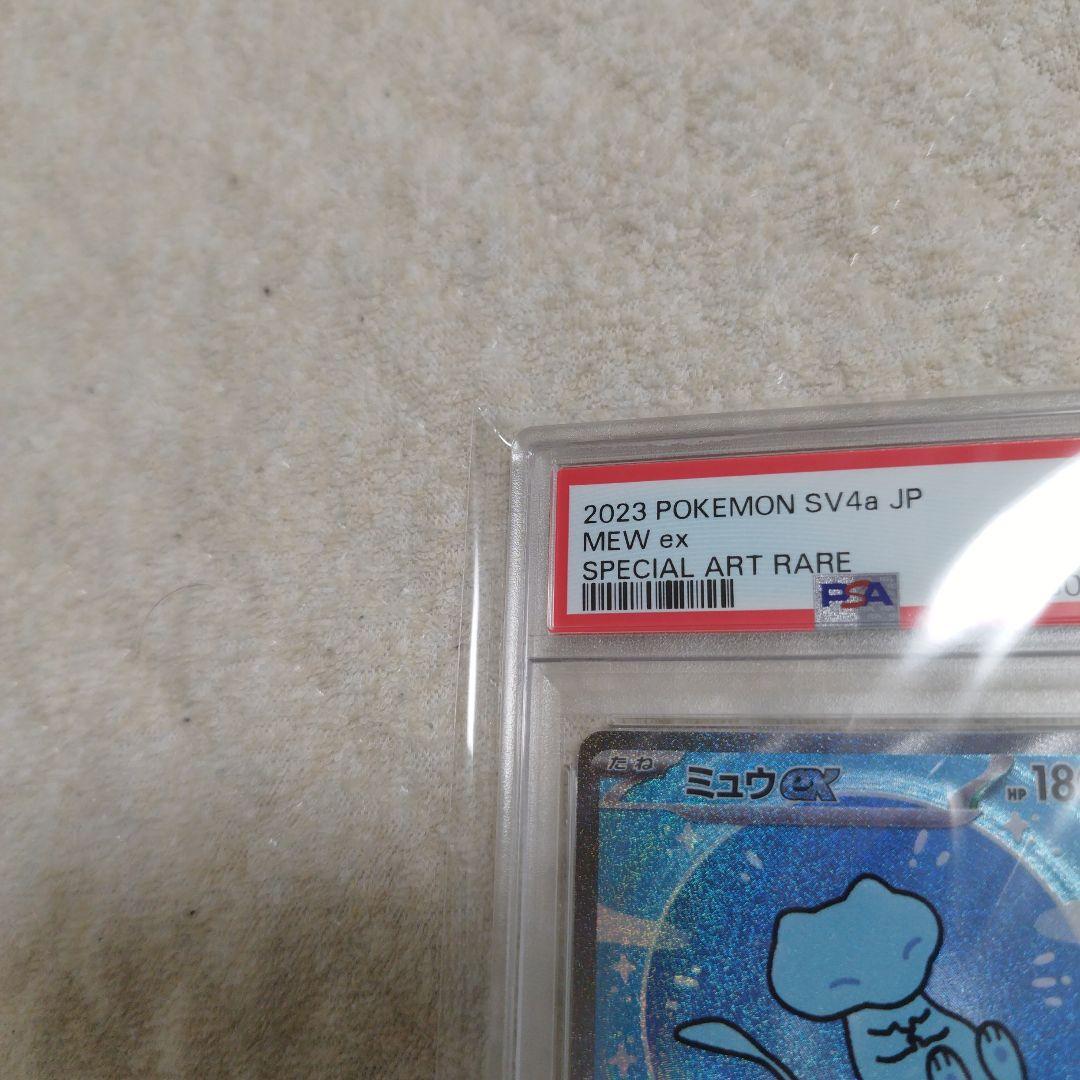 2023 POKEMON SV4a JP
MEW ex
SPECIAL ART RARE
PSA
たね
ミュウex
HP